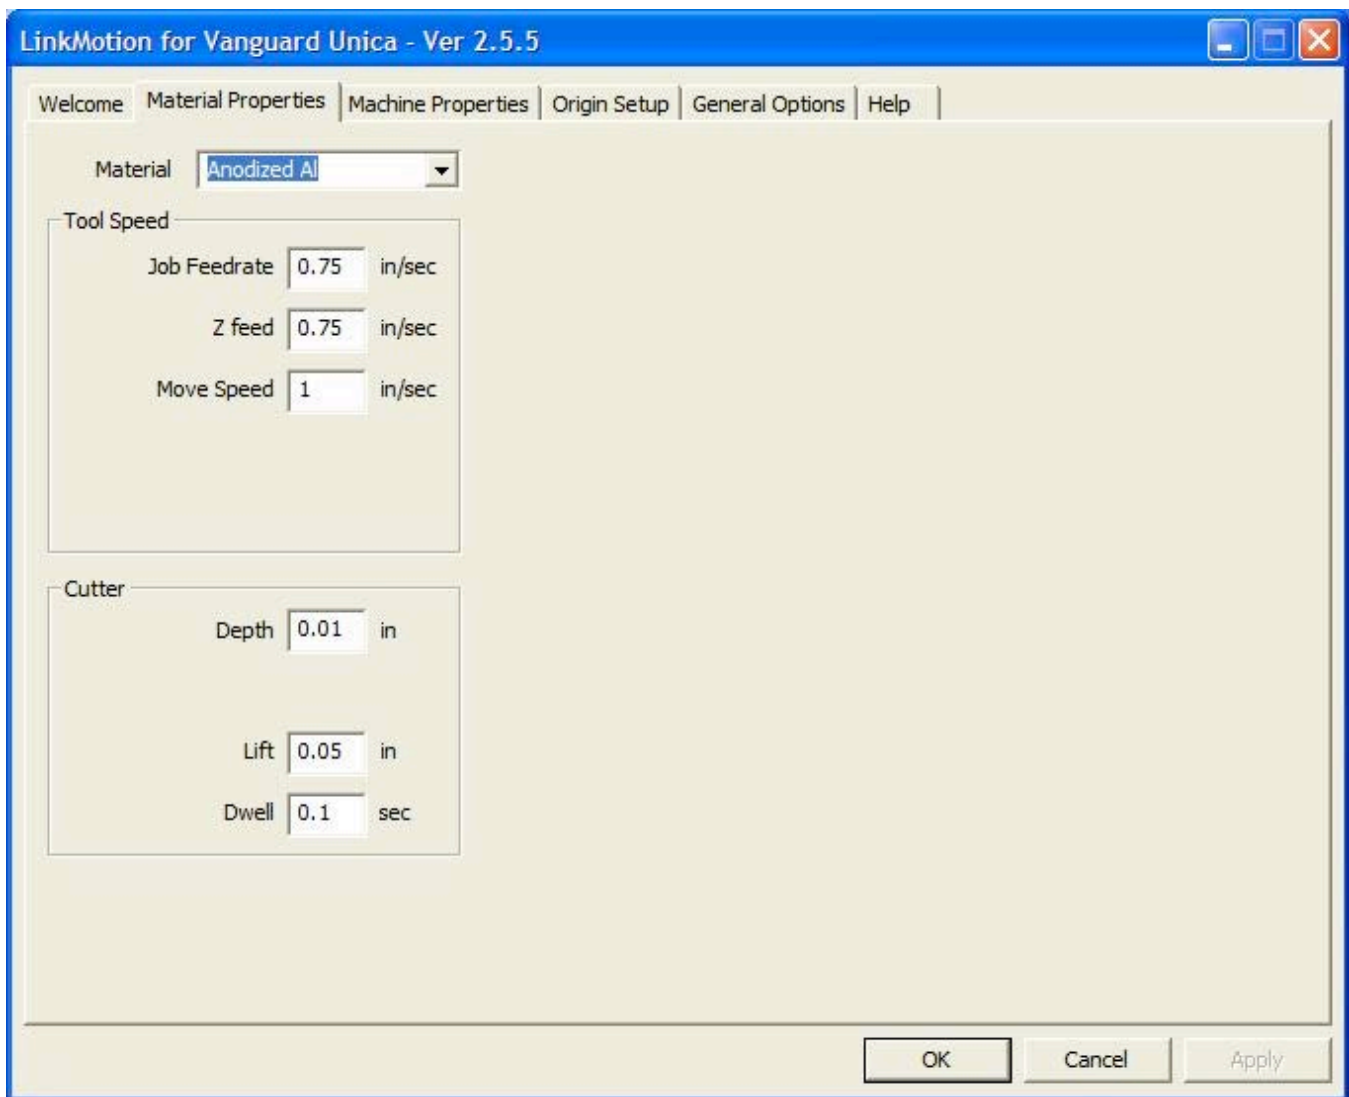 LinkMotion for Vanguard Unica - Ver 2.5.5
Welcome Material Properties Machine Properties Origin Setup General Options Help
Material Anodized Al
Tool Speed
Job Feedrate 0.75 in/sec
Z feed 0.75 in/sec
Move Speed 1 in/sec
Cutter
Depth 0.01 in
Lift 0.05 in
Dwell 0.1 sec
OK Cancel Apply